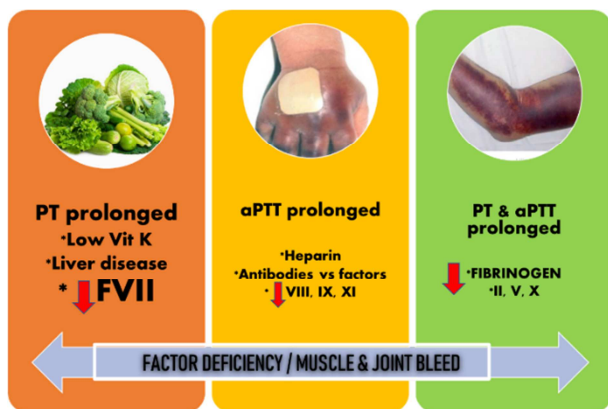 PT prolonged
*Low Vit K
*Liver disease
* FVII
aPTT prolonged
*Heparin
*Antibodies vs factors
* VIII, IX, XI
PT & aPTT
prolonged
*FIBRINOGEN
*II, V, X
FACTOR DEFICIENCY / MUSCLE & JOINT BLEED